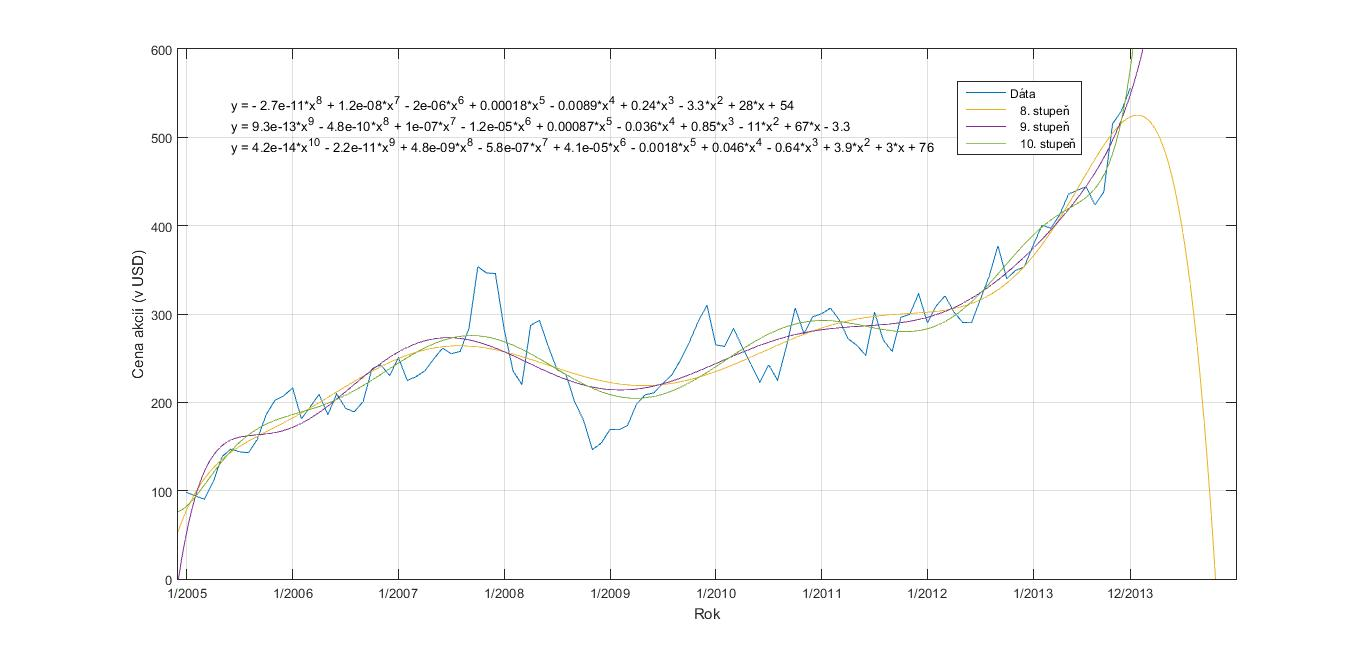 600
y = - 2.7e-11*x^8 + 1.2e-08*x^7 - 2e-06*x^6 + 0.00018*x^5 - 0.0089*x^4 + 0.24*x^3 - 3.3*x^2 + 28*x + 54
y = 9.3e-13*x^9 - 4.8e-10*x^8 + 1e-07*x^7 - 1.2e-05*x^6 + 0.00087*x^5 - 0.036*x^4 + 0.85*x^3 - 11*x^2 + 67*x - 3.3
y = 4.2e-14*x^10 - 2.2e-11*x^9 + 4.8e-09*x^8 - 5.8e-07*x^7 + 4.1e-05*x^6 - 0.0018*x^5 + 0.046*x^4 - 0.64*x^3 + 3.9*x^2 + 3*x + 76
Dáta
8. stupeň
9. stupeň
10. stupeň
500
400
300
200
100
0
Cena akcií (v USD)
1/2005 1/2006 1/2007 1/2008 1/2009 1/2010 1/2011 1/2012 1/2013 12/2013
Rok